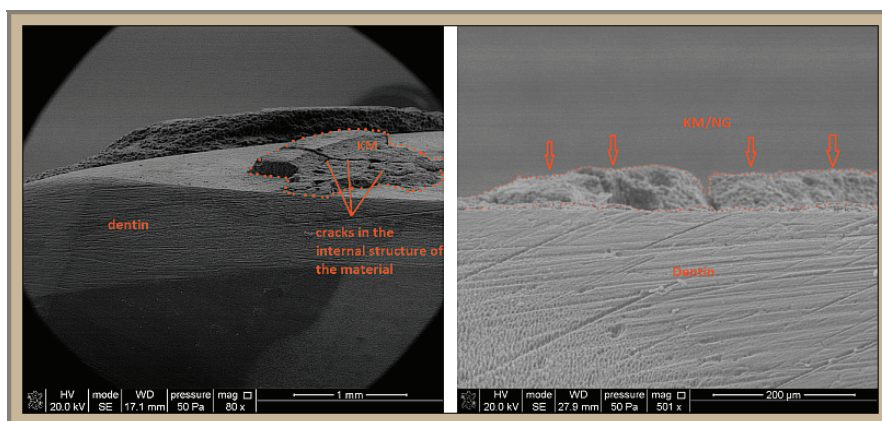 KM
dentin
cracks in the
internal structure of
the material
HV mode WD pressure mag
20.0 kV SE 17.1 mm 50 Pa 80 x
1 mm
KM/NG
Dentin
HV mode WD pressure mag
20.0 kV SE 27.9 mm 50 Pa 501 x
200 µm